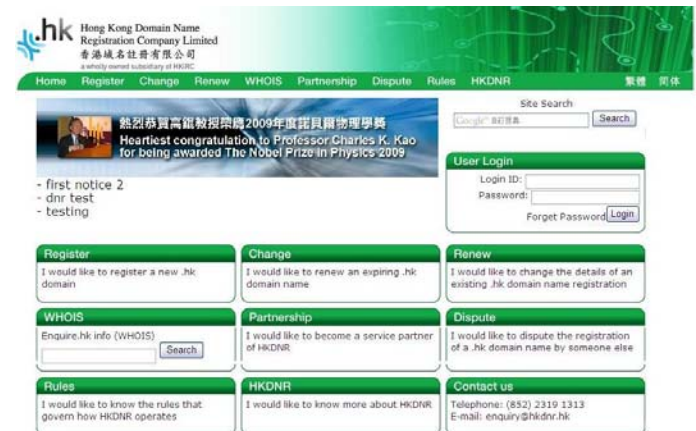 .hk
Hong Kong Domain Name
Registration Company Limited
香港域名註冊有限公司
a wholly owned subsidiary of HKIRC
Home Register Change Renew WHOIS Partnership Dispute Rules HKDNR 繁體 简体
熱烈恭賀高錕教授榮膺2009年度諾貝爾物理學獎
Heartiest congratulation to Professor Charles K. Kao
for being awarded The Nobel Prize in Physics 2009
- first notice 2
- dnr test
- testing
Site Search
Google
Search
User Login
Login ID:
Password:
Forget Password Login
Register
I would like to register a new .hk
domain
Change
I would like to renew an expiring .hk
domain name
Renew
I would like to change the details of an
existing .hk domain name registration
WHOIS
Enquire.hk info (WHOIS)
Search
Partnership
I would like to become a service partner
of HKDNR
Dispute
I would like to dispute the registration
of a .hk domain name by someone else
Rules
I would like to know the rules that
govern how HKDNR operates
HKDNR
I would like to know more about HKDNR
Contact us
Telephone: (852) 2319 1313
E-mail: enquiry@hkdnr.hk